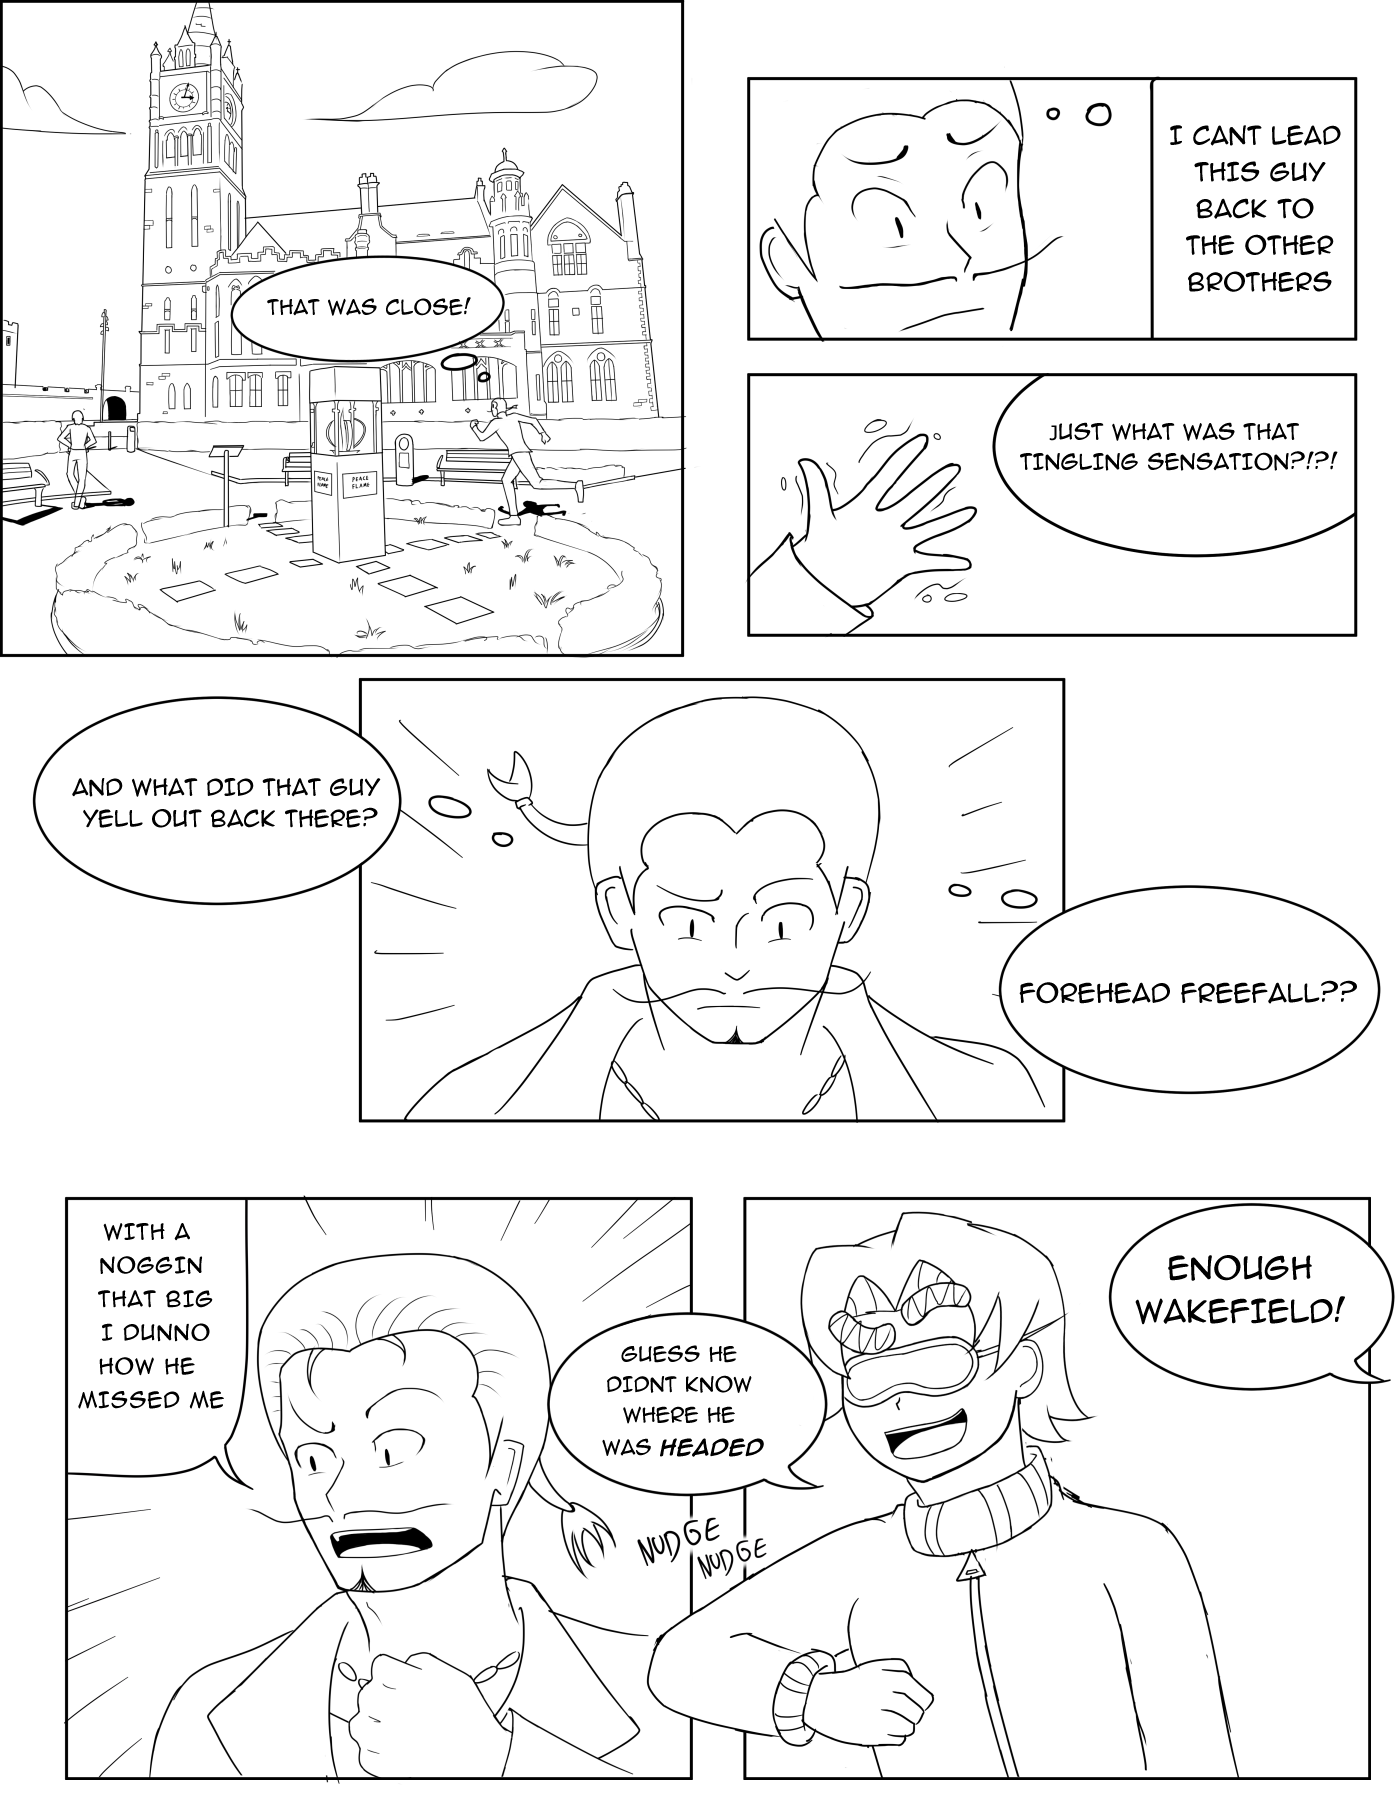 THAT WAS CLOSE!
PEACE
FLAME
PEACE
FLAME
I CANT LEAD
THIS GUY
BACK TO
THE OTHER
BROTHERS
JUST WHAT WAS THAT
TINGLING SENSATION?!?!
AND WHAT DID THAT GUY
YELL OUT BACK THERE?
FOREHEAD FREEFALL??
WITH A
NOGGIN
THAT BIG
I DUNNO
HOW HE
MISSED ME
GUESS HE
DIDNT KNOW
WHERE HE
WAS HEADED
NUDGE
NUDGE
ENOUGH
WAKEFIELD!